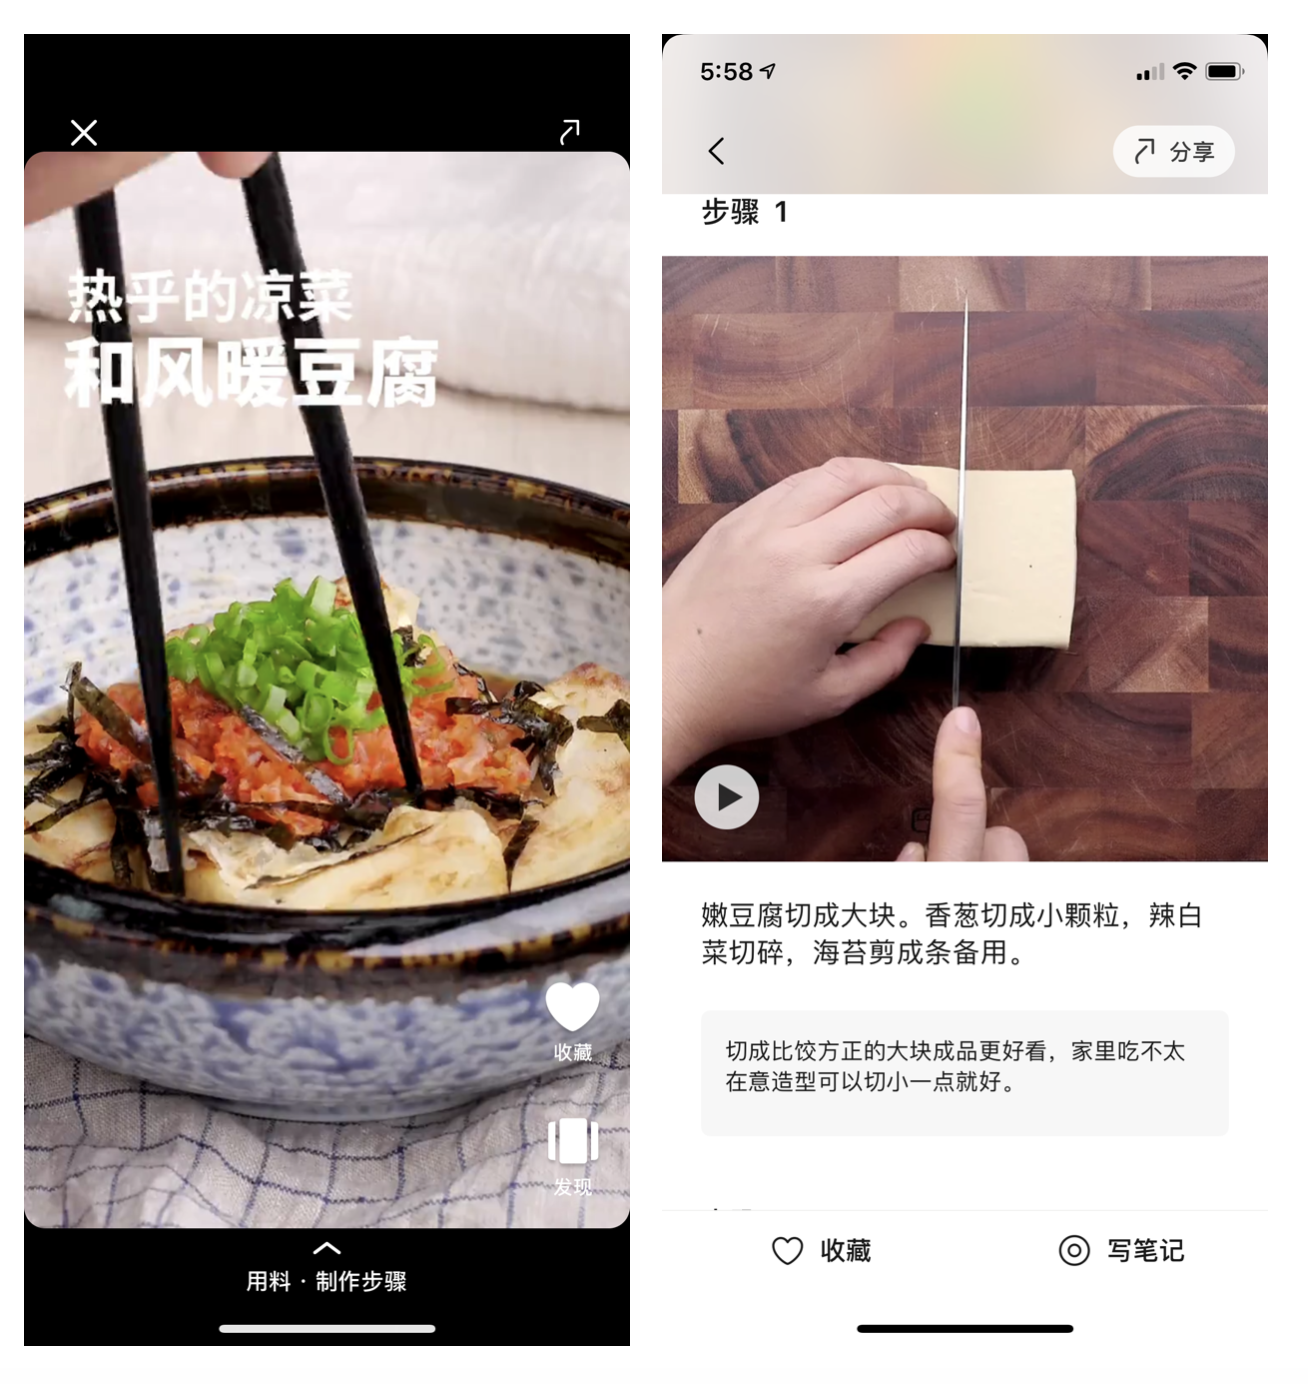 热乎的凉菜
和风暖豆腐
收藏
发现
用料 · 制作步骤
5:58
分享
步骤 1
嫩豆腐切成大块。香葱切成小颗粒，辣白
菜切碎，海苔剪成条备用。
切成比饺方正的大块成品更好看，家里吃不太
在意造型可以切小一点就好。
收藏
写笔记